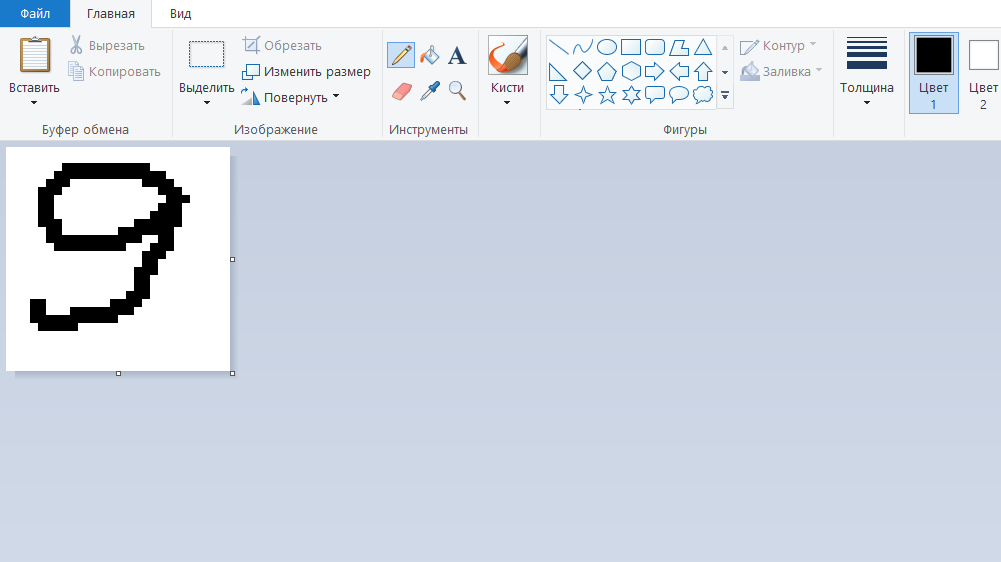 Файл Главная Вид
Вставить Вырезать Копировать
Буфер обмена
Выделить Обрезать Изменить размер Повернуть
Изображение
A
Инструменты
Кисти
Фигуры
Контур Заливка
Толщина
Цвет 1
Цвет 2
9